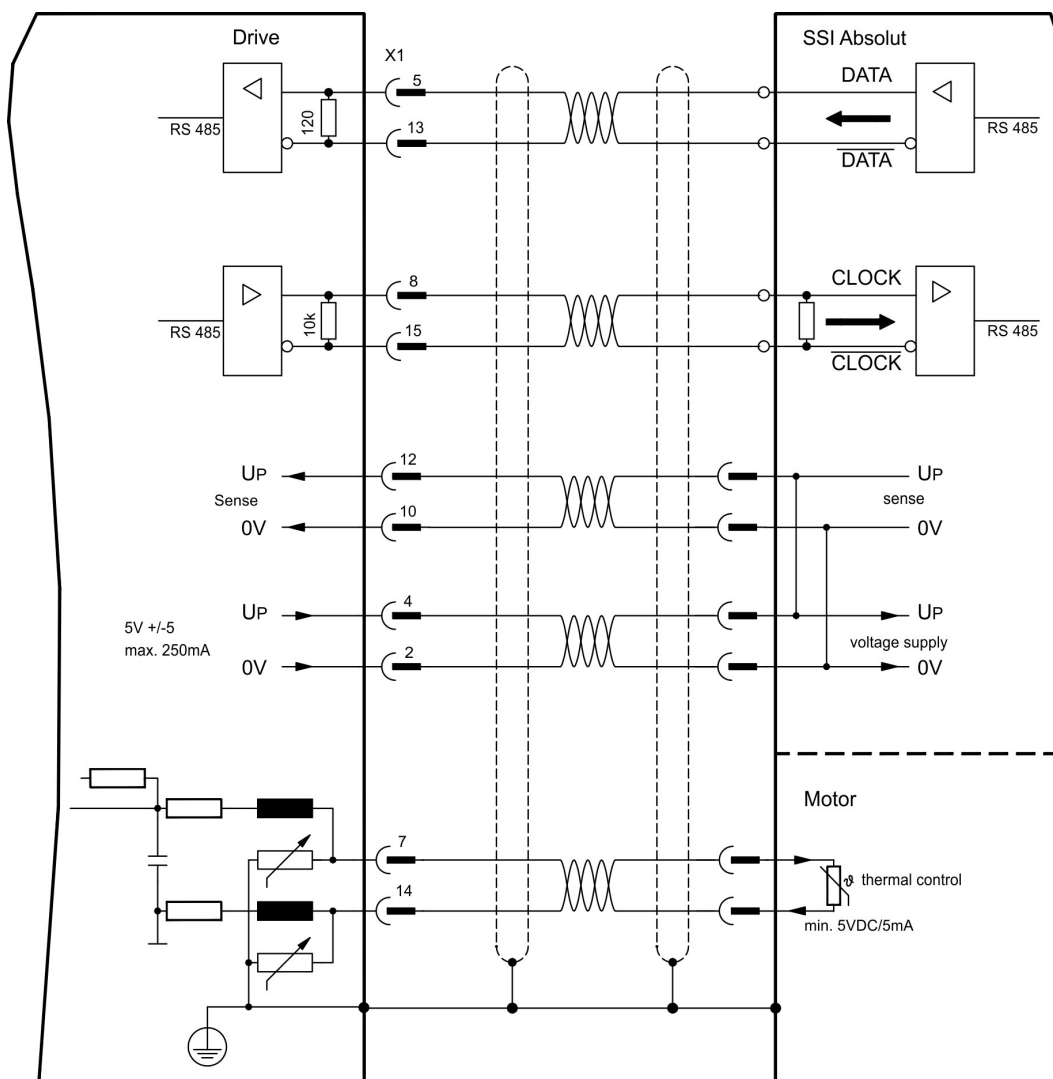 Drive
X1
SSI Absolut
5
DATA
RS 485
120
13
RS 485
DATA
8
CLOCK
RS 485
10k
15
RS 485
CLOCK
UP
12
UP
Sense
sense
0V
10
0V
UP
4
UP
5V +/-5
max. 250mA
voltage supply
0V
2
0V
Motor
7
ϑ thermal control
14
min. 5VDC/5mA